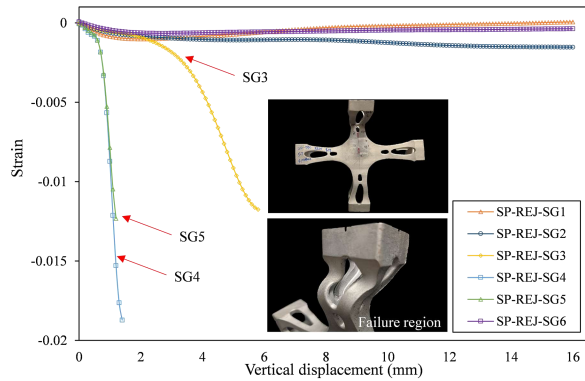 0
2
4
6
8
10
12
14
16
0
-0.005
-0.01
-0.015
-0.02
Strain
SG3
SG5
SG4
Failure region
SP-REJ-SG1
SP-REJ-SG2
SP-REJ-SG3
SP-REJ-SG4
SP-REJ-SG5
SP-REJ-SG6
Vertical displacement (mm)